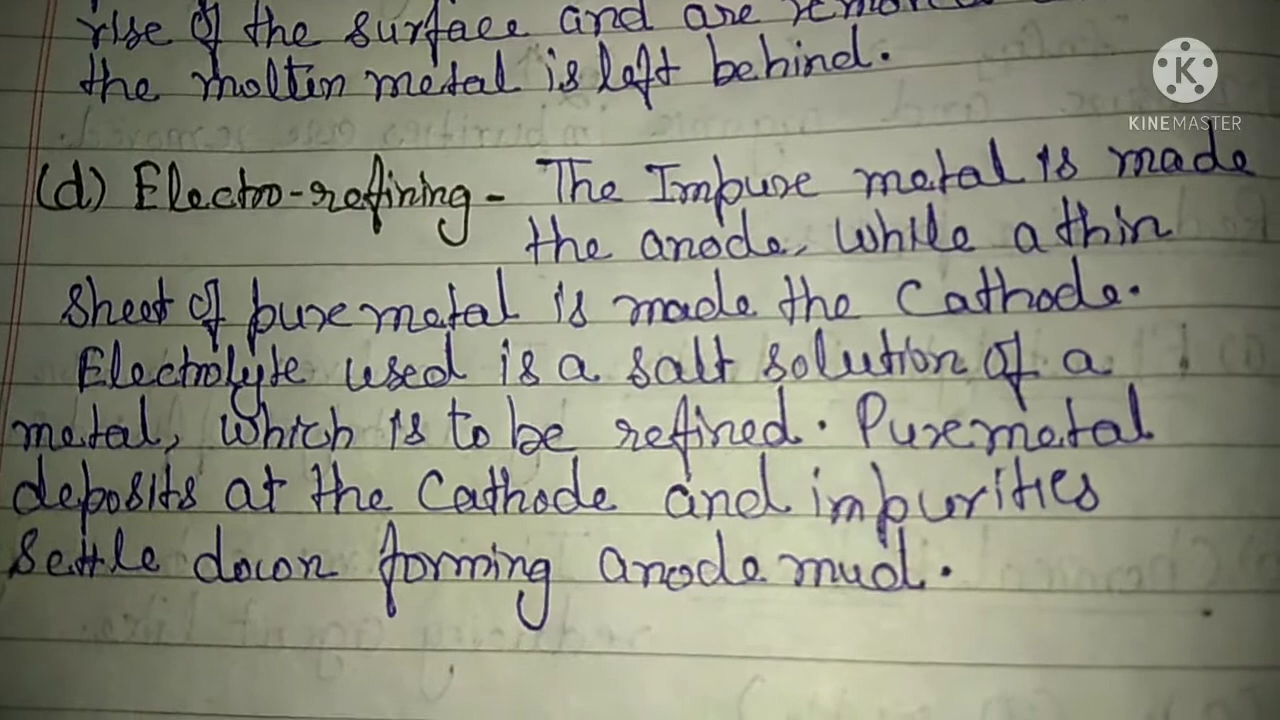 rise of the surface and are
the molten metal is left behind.
KINEMASTER
(d) Electro-refining - The Impure metal is made
the anode, while a thin
sheet of pure metal is made the Cathode.
Electrolyte used is a salt solution of a
metal, which is to be refined. Pure metal
deposits at the Cathode and impurities
settle down forming anode mud.